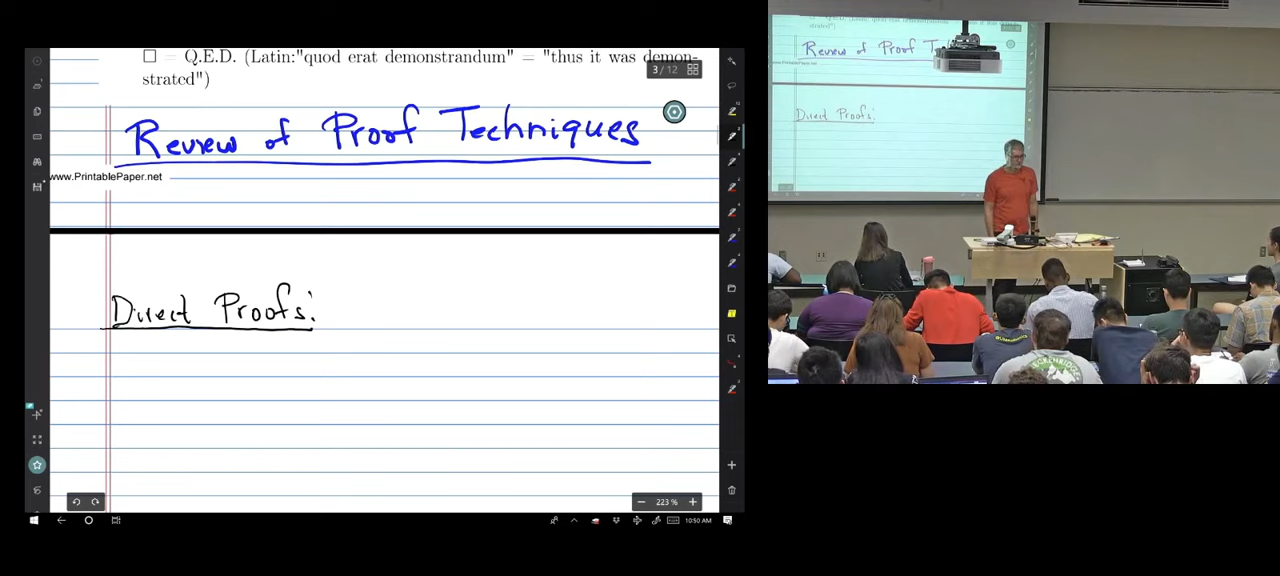 □ = Q.E.D. (Latin:"quod erat demonstrandum" = "thus it was demon-
strated")
3 / 12
Review of Proof Techniques
www.PrintablePaper.net
Direct Proofs:
223 %
10:50 AM
Review of Proof Te
Direct Proofs: